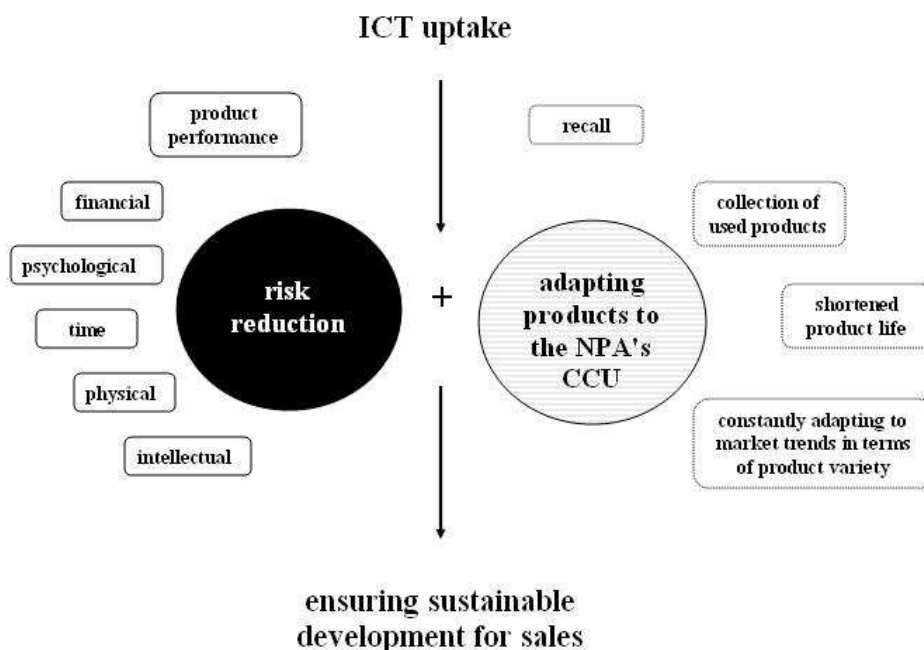 ICT uptake
product
performance
recall
financial
collection of
used products
psychological
risk
reduction
+
adapting
products to
the NPA's
CCU
shortened
product life
time
physical
constantly adapting to
market trends in terms
of product variety
intellectual
ensuring sustainable
development for sales